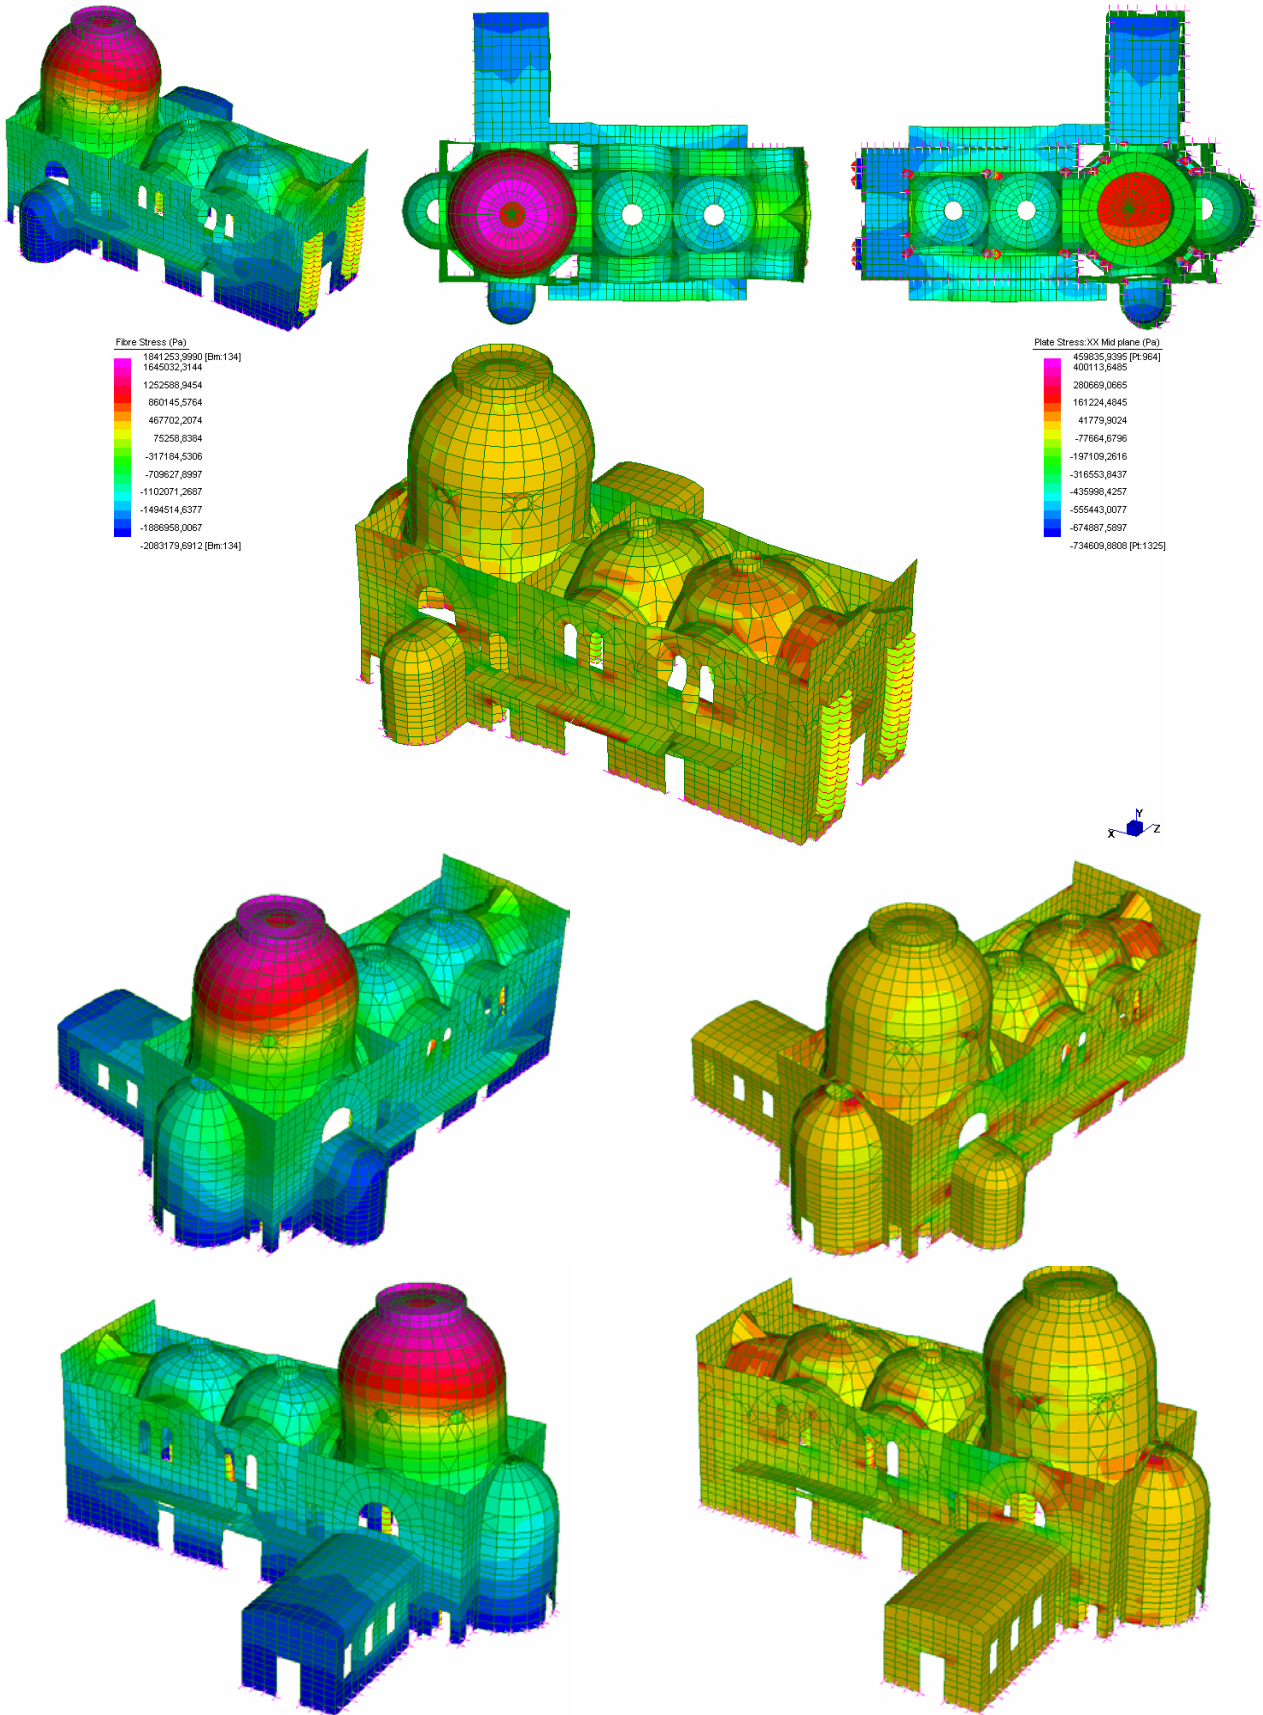 Fibre Stress (Pa)
1841253,9990 [Bm:134]
1645032,3144
1252588,9454
860145,5764
467702,2074
75258,8384
-317184,5306
-709627,8997
-1102071,2687
-1494514,6377
-1886958,0067
-2083179,6912 [Bm:134]
Plate Stress:XX Mid plane (Pa)
459835,9395 [Pt:964]
400113,6485
280669,0665
161224,4845
41779,9024
-77664,6796
-197109,2616
-316553,8437
-435998,4257
-555443,0077
-674887,5897
-734609,8808 [Pt:1325]
Y
X Z